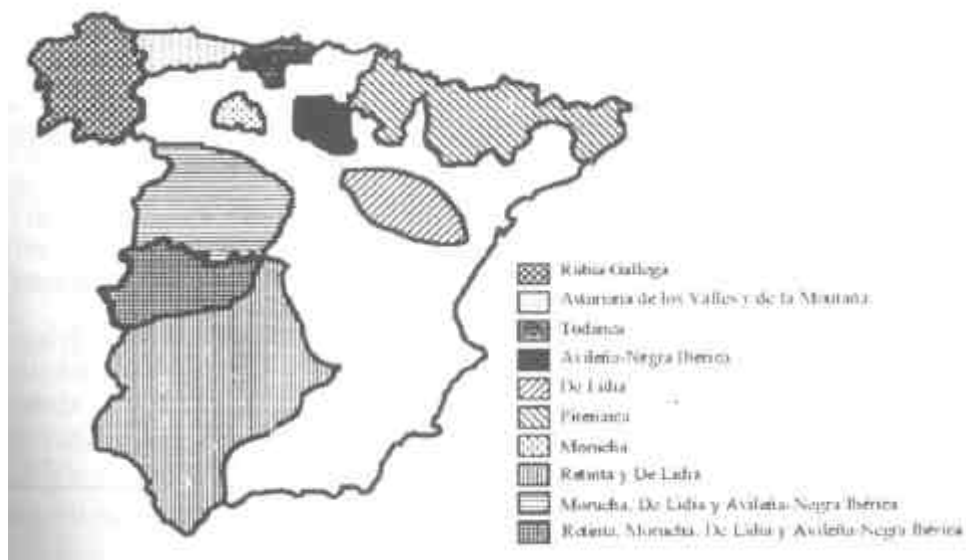 Rubia Gallega
Asturiana de los Valles y de la Montaña
Tudanca
Avileña-Negra Ibérica
De Lidia
Pirenaica
Morucha
Retinta y De Lidia
Morucha, De Lidia y Avileña-Negra Ibérica
Retinta, Morucha, De Lidia y Avileña-Negra Ibérica